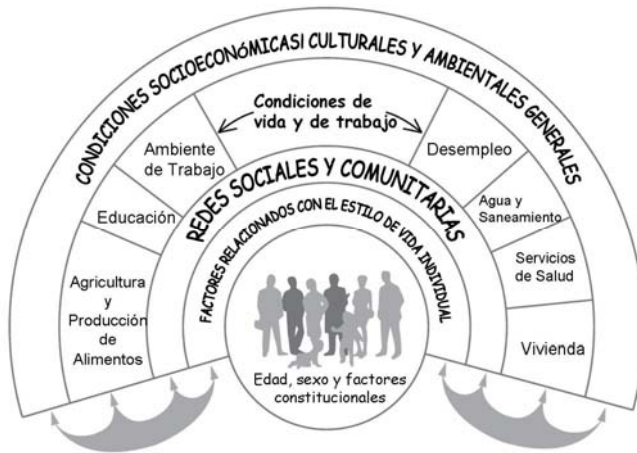 CONDICIONES SOCIOECONÓMICAS| CULTURALES Y AMBIENTALES GENERALES
Condiciones de
vida y de trabajo
Ambiente
de Trabajo
Desempleo
Educación
Agua y
Saneamiento
Agricultura
y
Producción
de
Alimentos
Servicios
de Salud
Vivienda
REDES SOCIALES Y COMUNITARIAS
FACTORES RELACIONADOS CON EL ESTILO DE VIDA INDIVIDUAL
Edad, sexo y factores
constitucionales